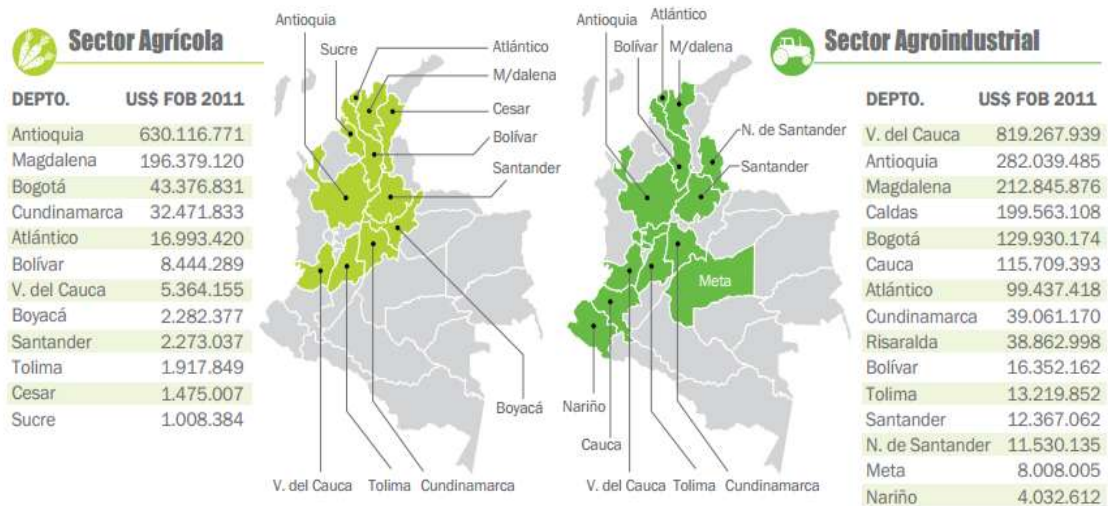 Sector Agrícola
DEPTO. US$ FOB 2011
Antioquia 630.116.771
Magdalena 196.379.120
Bogotá 43.376.831
Cundinamarca 32.471.833
Atlántico 16.993.420
Bolívar 8.444.289
V. del Cauca 5.364.155
Boyacá 2.282.377
Santander 2.273.037
Tolima 1.917.849
Cesar 1.475.007
Sucre 1.008.384
Antioquia
Sucre
Atlántico
M/dalena
Cesar
Bolívar
Santander
Boyacá
V. del Cauca Tolima Cundinamarca
Atlántico
Antioquia
Bolívar M/dalena
N. de Santander
Santander
Meta
Nariño
Cauca
V. del Cauca Tolima Cundinamarca
Sector Agroindustrial
DEPTO. US$ FOB 2011
V. del Cauca 819.267.939
Antioquia 282.039.485
Magdalena 212.845.876
Caldas 199.563.108
Bogotá 129.930.174
Cauca 115.709.393
Atlántico 99.437.418
Cundinamarca 39.061.170
Risaralda 38.862.998
Bolívar 16.352.162
Tolima 13.219.852
Santander 12.367.062
N. de Santander 11.530.135
Meta 8.008.005
Nariño 4.032.612